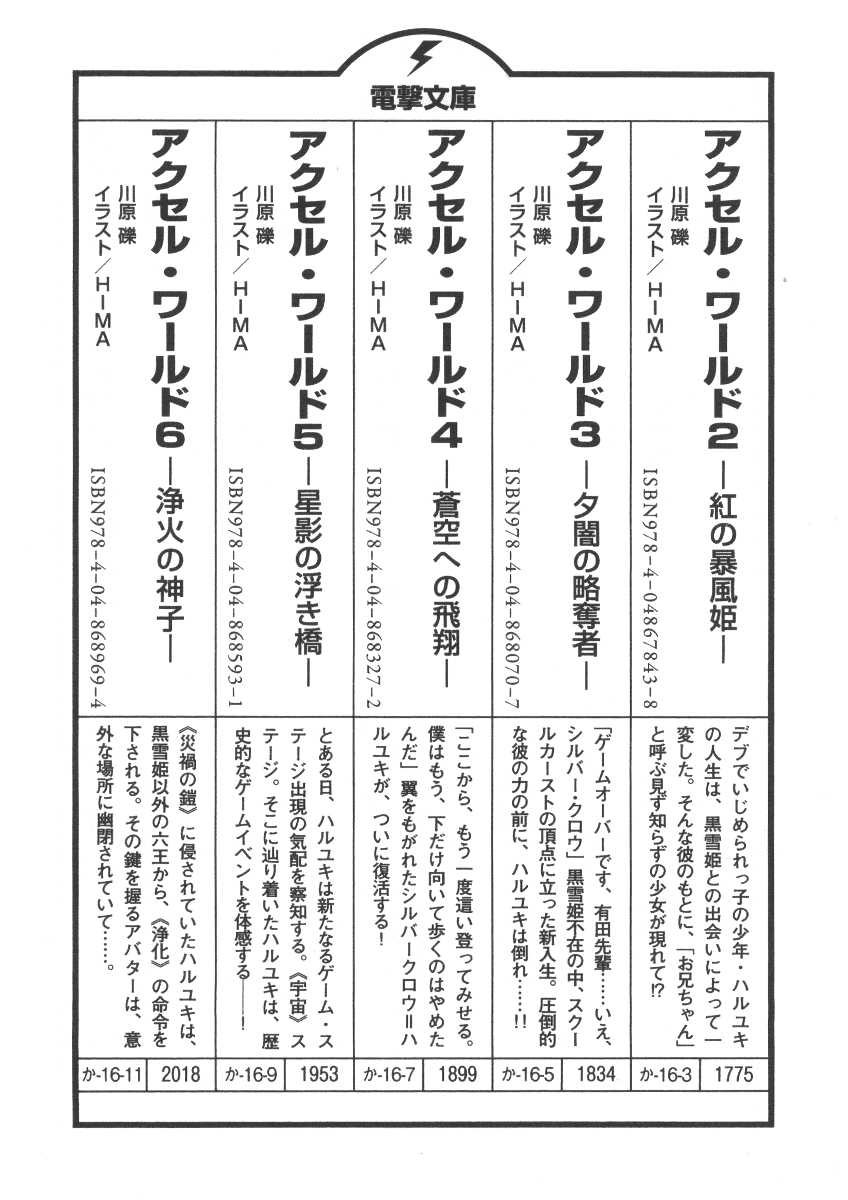 電撃文庫
アクセル・ワールド2 ―紅の暴風姫―
川原 礫
イラスト/HIMA
ISBN978-4-04867843-8
デブでいじめられっ子の少年・ハルユキ
の人生は、黒雪姫との出会いによって一
変した。そんな彼のもとに、「お兄ちゃん」
と呼ぶ見ず知らずの少女が現れて!?
か-16-3
1775
アクセル・ワールド3 ―夕闇の略奪者―
川原 礫
イラスト/HIMA
ISBN978-4-04-868070-7
「ゲームオーバーです、有田先輩……いえ、
シルバー・クロウ」黒雪姫不在の中、スクー
ルカーストの頂点に立った新入生。圧倒的
な彼の力の前に、ハルユキは倒れ……!!
か-16-5
1834
アクセル・ワールド4 ―蒼空への飛翔―
川原 礫
イラスト/HIMA
ISBN978-4-04-868327-2
「ここから、もう一度這い登ってみせる。
僕はもう、下だけ向いて歩くのはやめた
んだ」翼をもがれたシルバークロウ=ハ
ルユキが、ついに復活する!
か-16-7
1899
アクセル・ワールド5 ―星影の浮き橋―
川原 礫
イラスト/HIMA
ISBN978-4-04-868593-1
とある日、ハルユキは新たなるゲーム・ス
テージ出現の気配を察知する。《宇宙》ス
テージ。そこに辿り着いたハルユキは、歴
史的なゲームイベントを体感する――!
か-16-9
1953
アクセル・ワールド6 ―浄火の神子―
川原 礫
イラスト/HIMA
ISBN978-4-04-868969-4
《災禍の鎧》に侵されていたハルユキは、
黒雪姫以外の六王から、《浄化》の命令を
下される。その鍵を握るアバターは、意
外な場所に幽閉されていて……。
か-16-11
2018